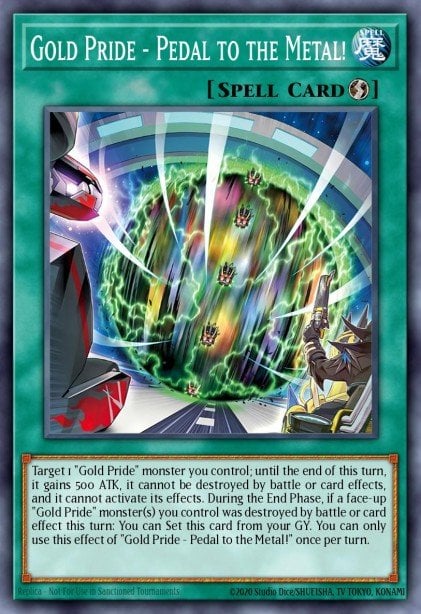 Gold Pride - Pedal to the Metal!
SPELL
魔
[Spell Card]
Target 1 "Gold Pride" monster you control; until the end of this turn,
it gains 500 ATK, it cannot be destroyed by battle or card effects,
and it cannot activate its effects. During the End Phase, if a face-up
"Gold Pride" monster(s) you control was destroyed by battle or card
effect this turn: You can Set this card from your GY. You can only
use this effect of "Gold Pride - Pedal to the Metal!" once per turn.
Replica - Not For Use in Sanctioned Tournaments
©2020 Studio Dice/SHUEISHA, TV TOKYO, KONAMI